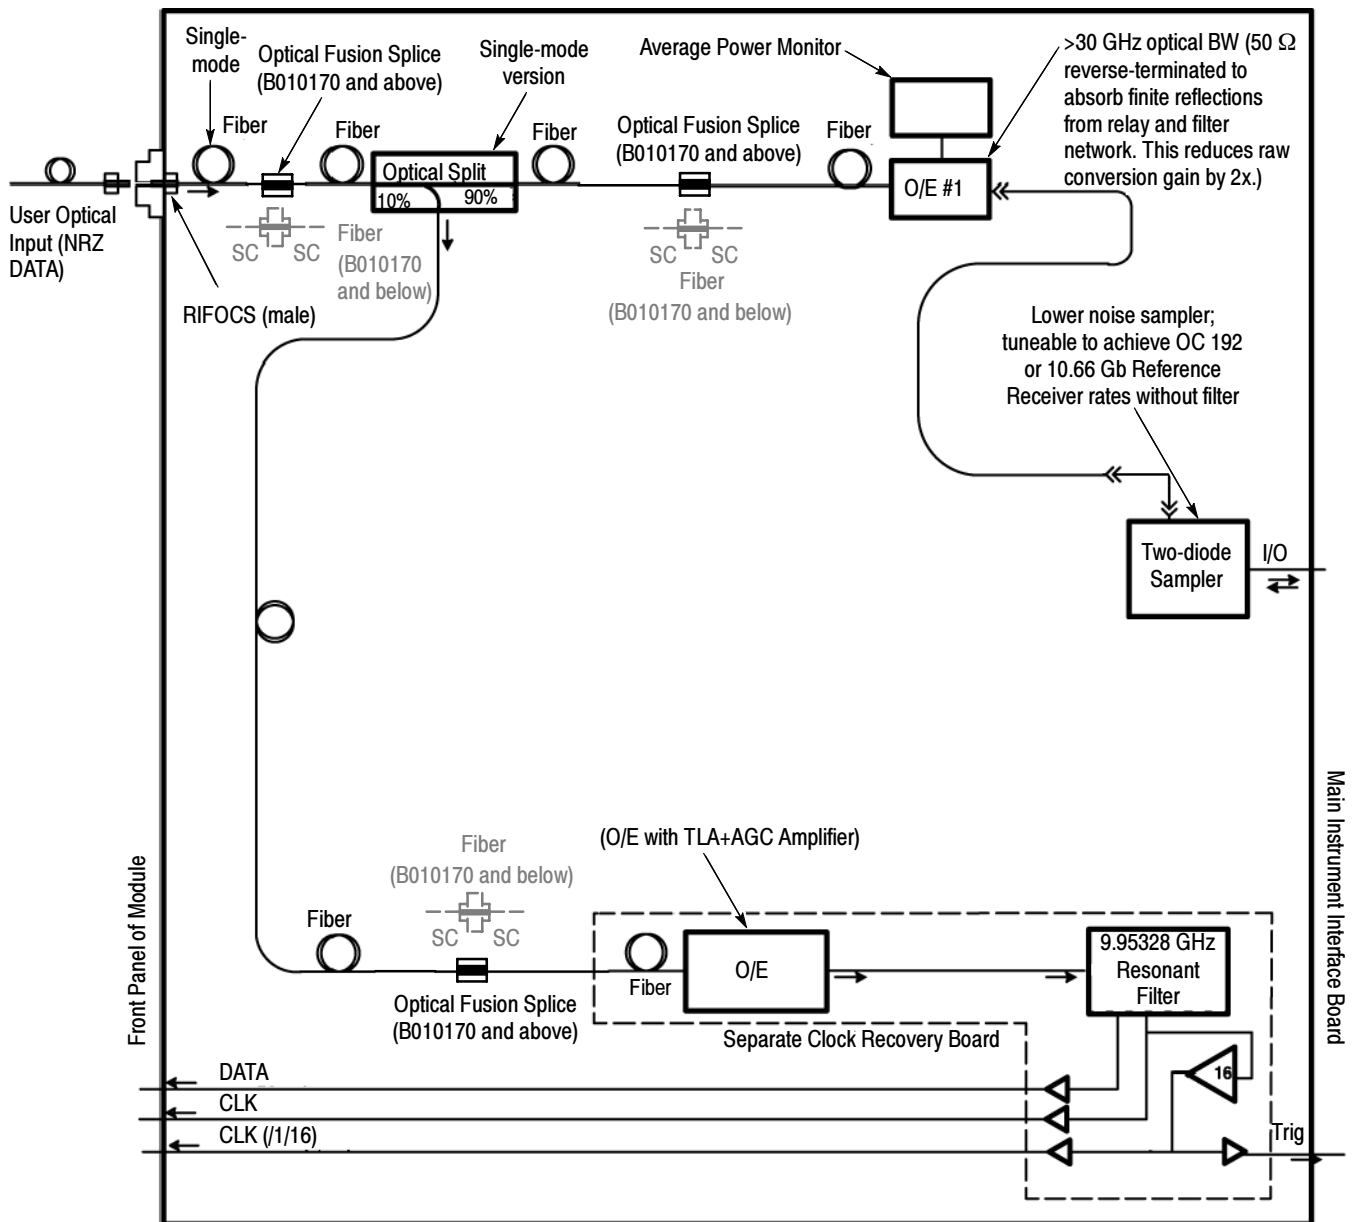 Single-
mode
Optical Fusion Splice
(B010170 and above)
Single-mode
version
Average Power Monitor
>30 GHz optical BW (50 Ω
reverse-terminated to
absorb finite reflections
from relay and filter
network. This reduces raw
conversion gain by 2x.)
Fiber
Fiber
Fiber
Optical Fusion Splice
(B010170 and above)
Fiber
Optical Split
10%
90%
O/E #1
User Optical
Input (NRZ
DATA)
SC
SC
Fiber
(B010170
and below)
SC
SC
Fiber
(B010170 and below)
RIFOCS (male)
Lower noise sampler;
tuneable to achieve OC 192
or 10.66 Gb Reference
Receiver rates without filter
Two-diode
Sampler
I/O
Front Panel of Module
Main Instrument Interface Board
Fiber
(B010170 and below)
SC
SC
(O/E with TLA+AGC Amplifier)
Fiber
Optical Fusion Splice
(B010170 and above)
Fiber
O/E
9.95328 GHz
Resonant
Filter
Separate Clock Recovery Board
16
DATA
CLK
CLK (/1/16)
Trig